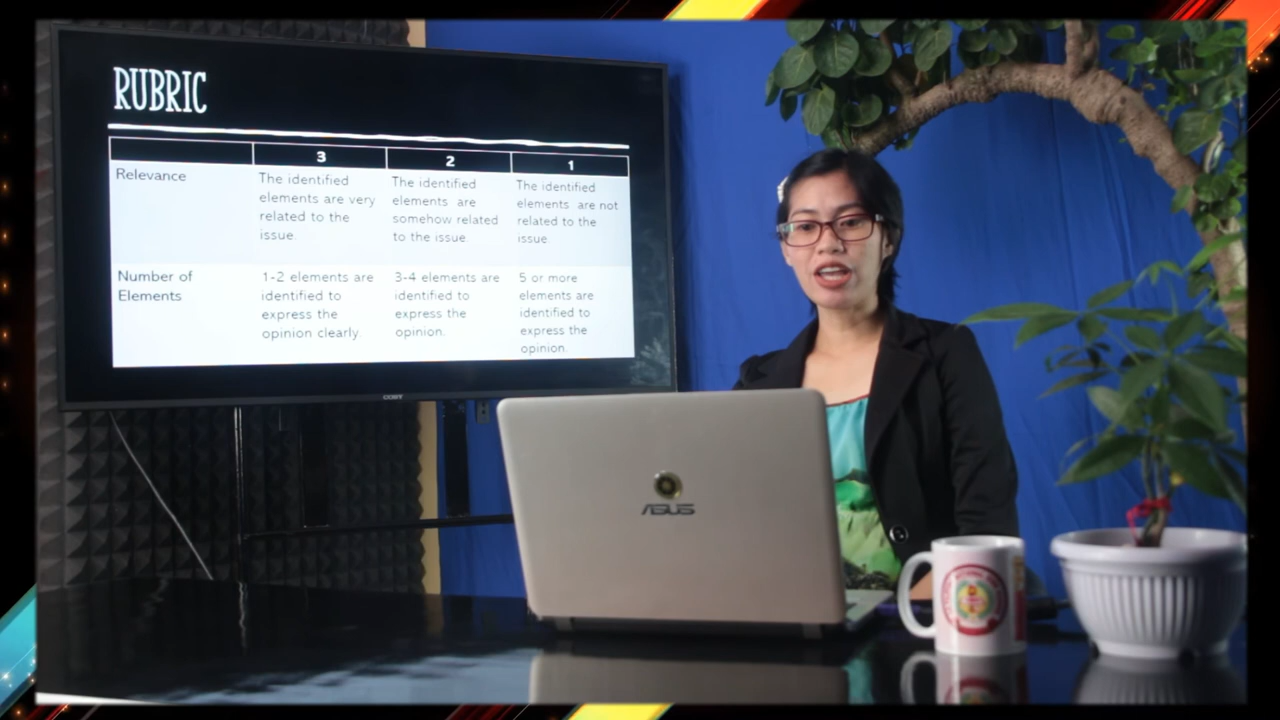 RUBRIC
3 2 1
Relevance
The identified
elements are very
related to the
issue.
The identified
elements are
somehow related
to the issue.
The identified
elements are not
related to the
issue.
Number of
Elements
1-2 elements are
identified to
express the
opinion clearly.
3-4 elements are
identified to
express the
opinion.
5 or more
elements are
identified to
express the
opinion.
COBY
ASUS